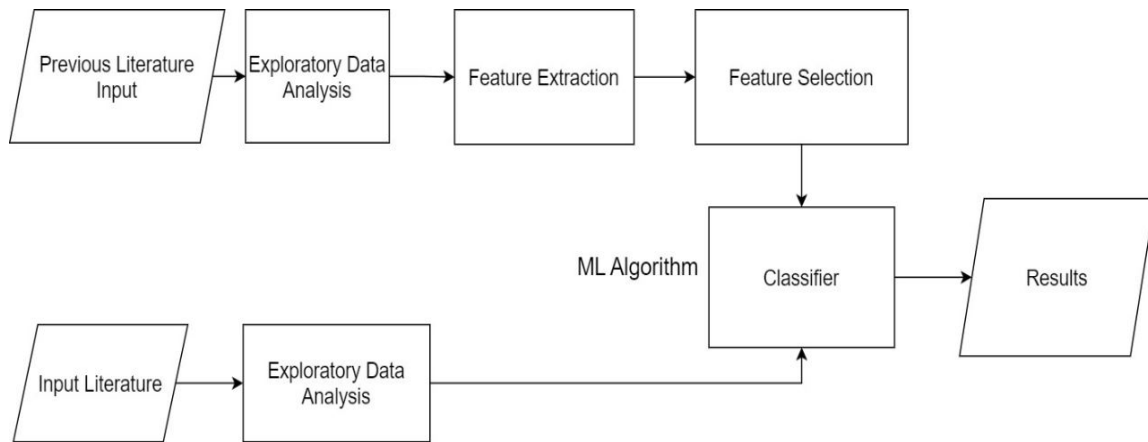 Previous Literature
Input
Exploratory Data
Analysis
Feature Extraction
Feature Selection
ML Algorithm
Classifier
Results
Input Literature
Exploratory Data
Analysis